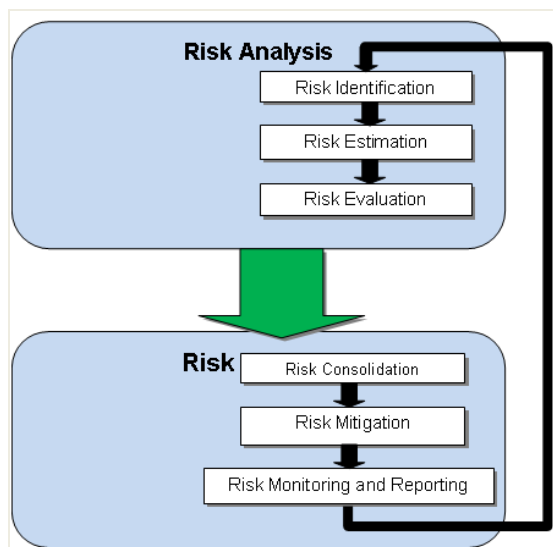 Risk Analysis
Risk Identification
Risk Estimation
Risk Evaluation
Risk
Risk Consolidation
Risk Mitigation
Risk Monitoring and Reporting